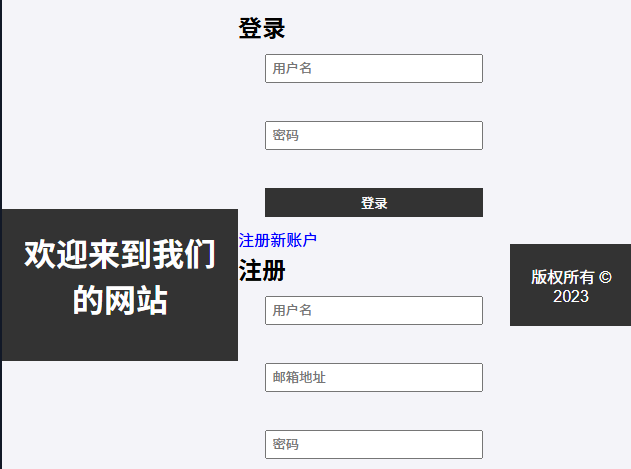 欢迎来到我们
的网站
登录
用户名
密码
登录
注册新账户
注册
用户名
邮箱地址
密码
版权所有 ©
2023